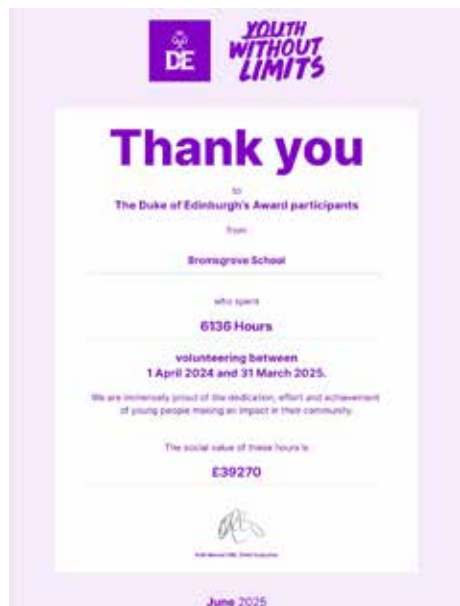 DE
YOUTH
WITHOUT
LIMITS
Thank you
to
The Duke of Edinburgh's Award participants
from
Bromsgrove School
who spent
6136 Hours
volunteering between
1 April 2024 and 31 March 2025.
We are immensely proud of the dedication, effort and achievement
of young people making an impact in their community.
The social value of these hours is
£39270
June 2025